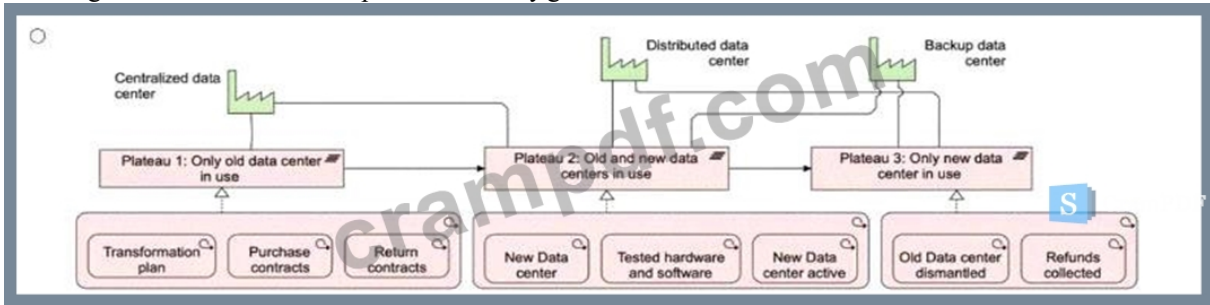 Centralized data
center
Distributed data
center
Backup data
center
Plateau 1: Only old data center
in use
Plateau 2: Old and new data
centers in use
Plateau 3: Only new data
center in use
Transformation
plan
Purchase
contracts
Return
contracts
New Data
center
Tested hardware
and software
New Data
center active
Old Data center
dismantled
Refunds
collected
crampdf.com
S